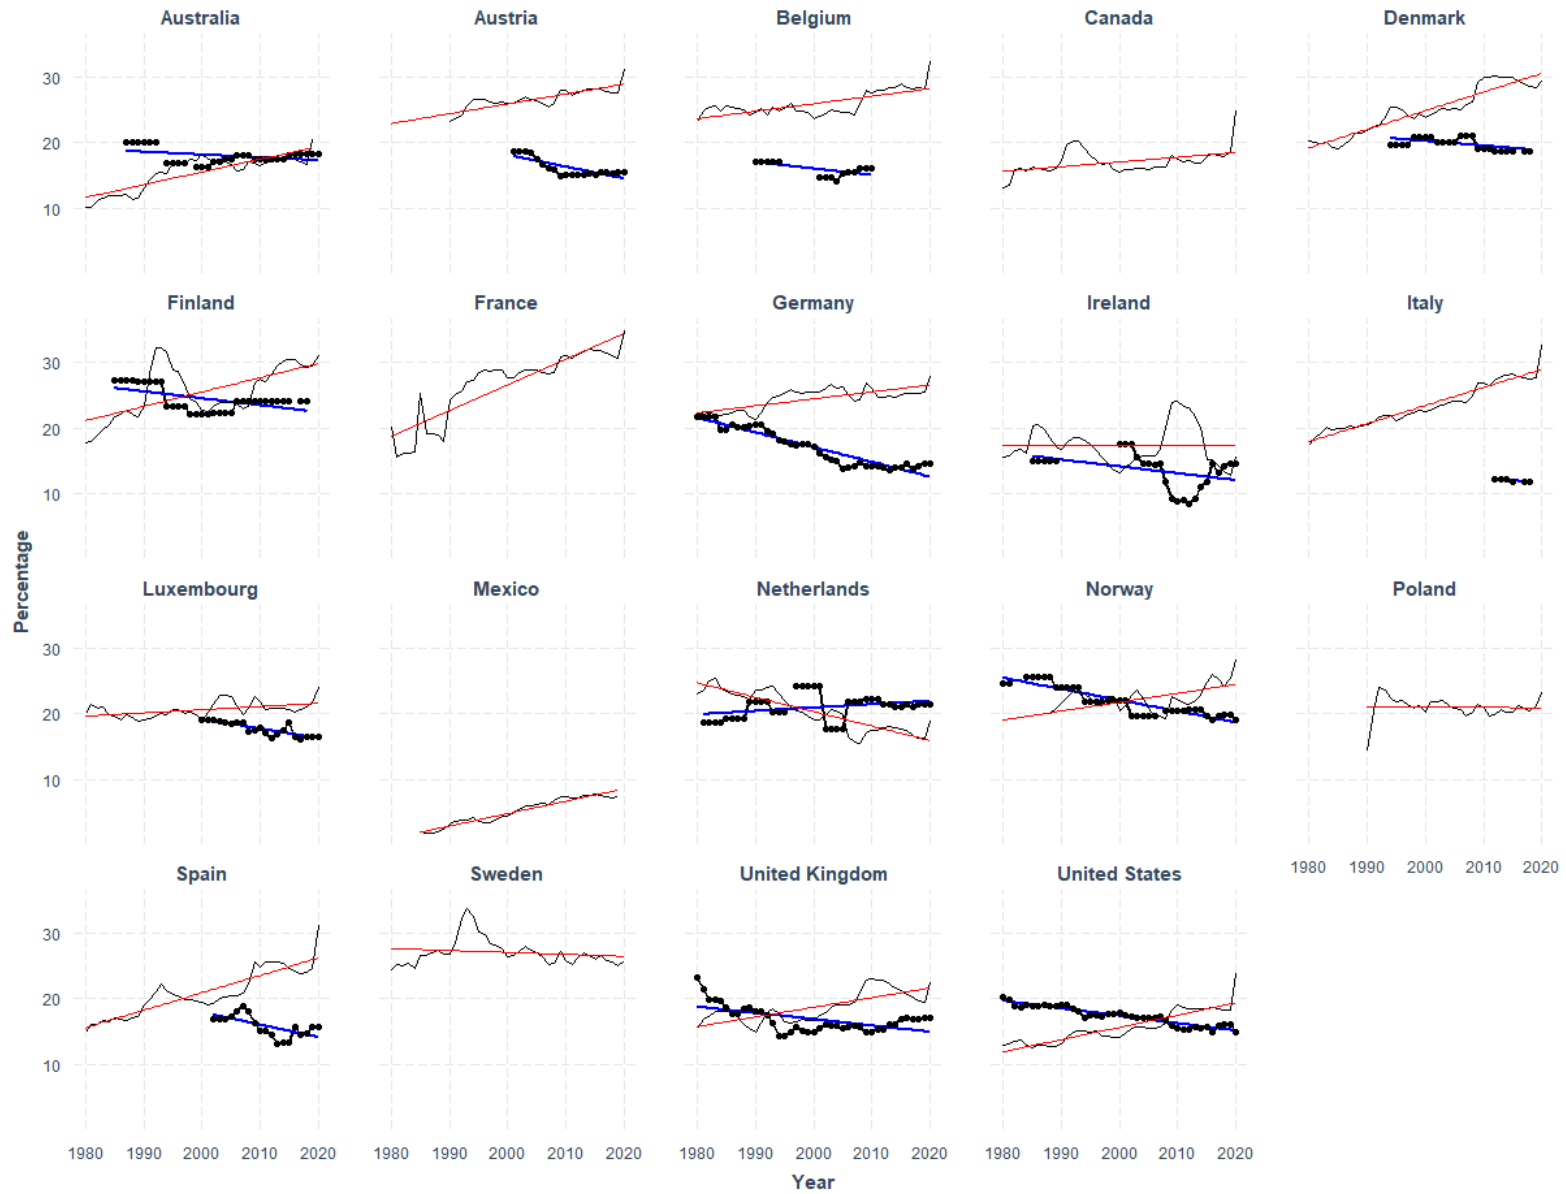 Australia Austria Belgium Canada Denmark
30
20
10
Finland France Germany Ireland Italy
30
20
10
Percentage
Luxembourg Mexico Netherlands Norway Poland
30
20
10
1980 1990 2000 2010 2020
Spain Sweden United Kingdom United States
30
20
10
1980 1990 2000 2010 2020 1980 1990 2000 2010 2020 1980 1990 2000 2010 2020 1980 1990 2000 2010 2020
Year